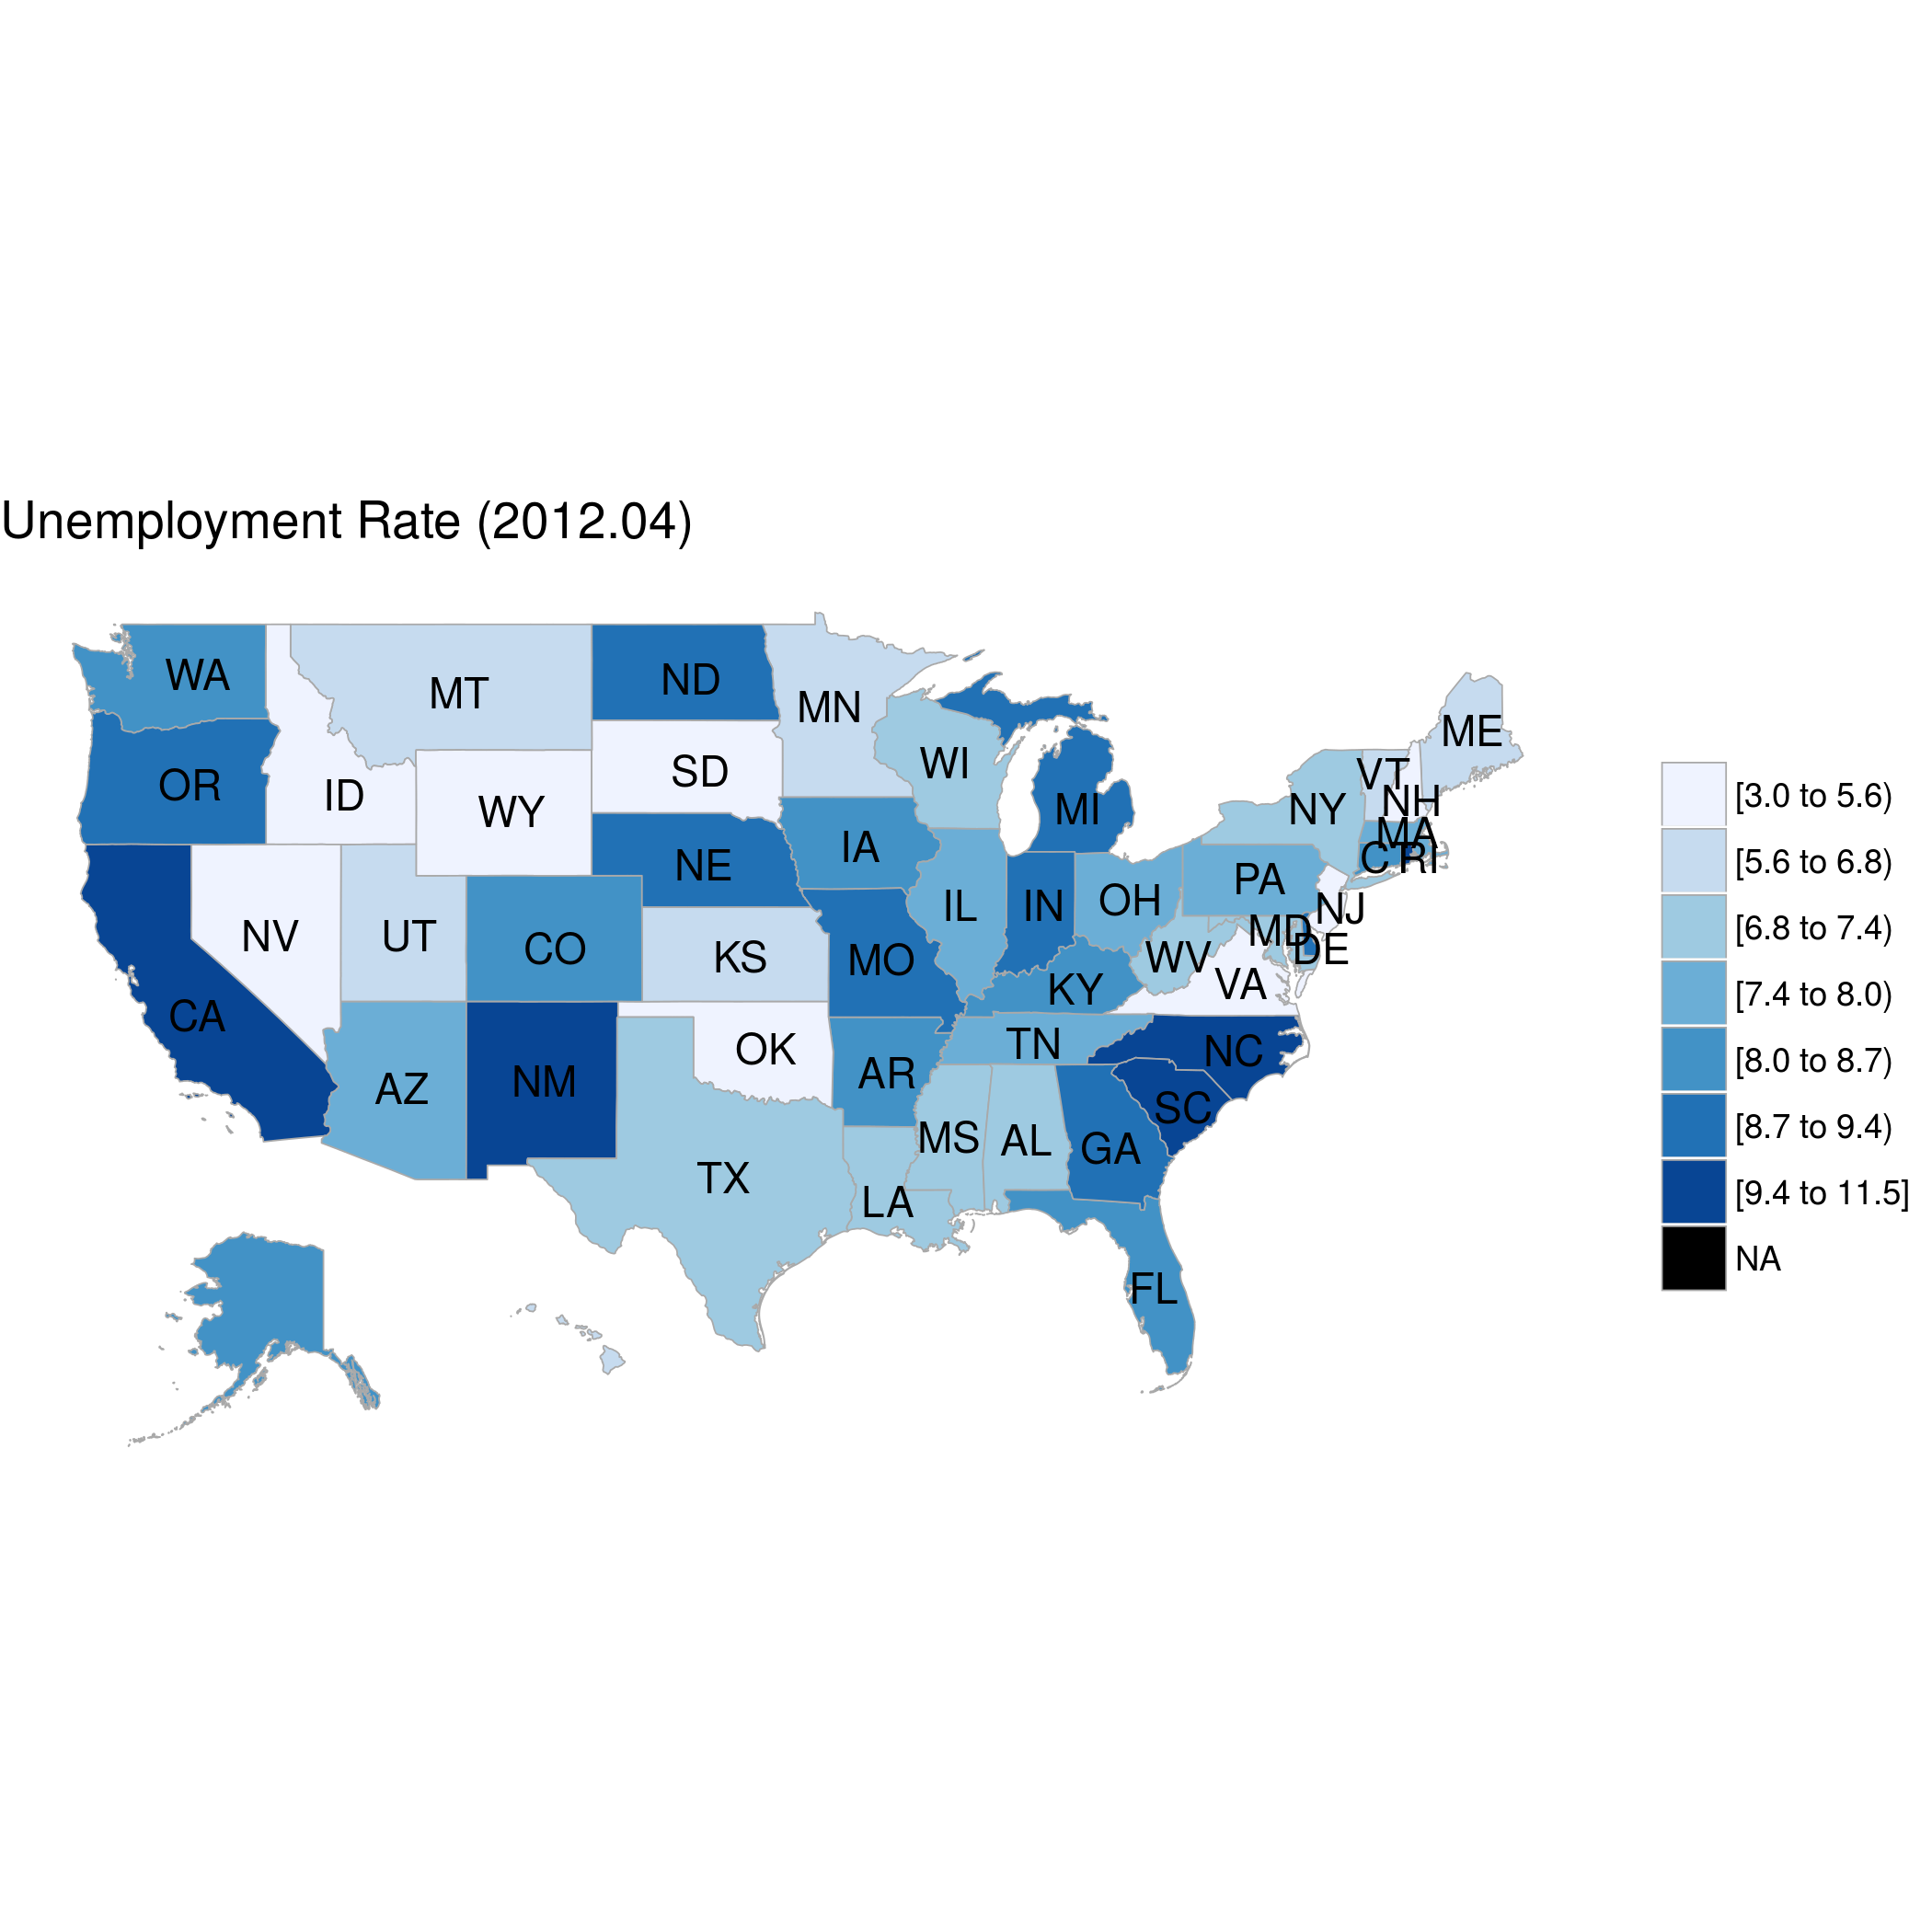 Unemployment Rate (2012.04)
WA
MT
ND
MN
ME
OR
ID
WY
SD
WI
MI
NY
VT
NH
MA
C
RI
NE
IA
IL
IN
OH
PA
NJ
NV
UT
CO
KS
MO
KY
WV
MD
DE
VA
CA
AZ
NM
OK
AR
TN
NC
SC
TX
LA
MS
AL
GA
FL
[3.0 to 5.6)
[5.6 to 6.8)
[6.8 to 7.4)
[7.4 to 8.0)
[8.0 to 8.7)
[8.7 to 9.4)
[9.4 to 11.5]
NA